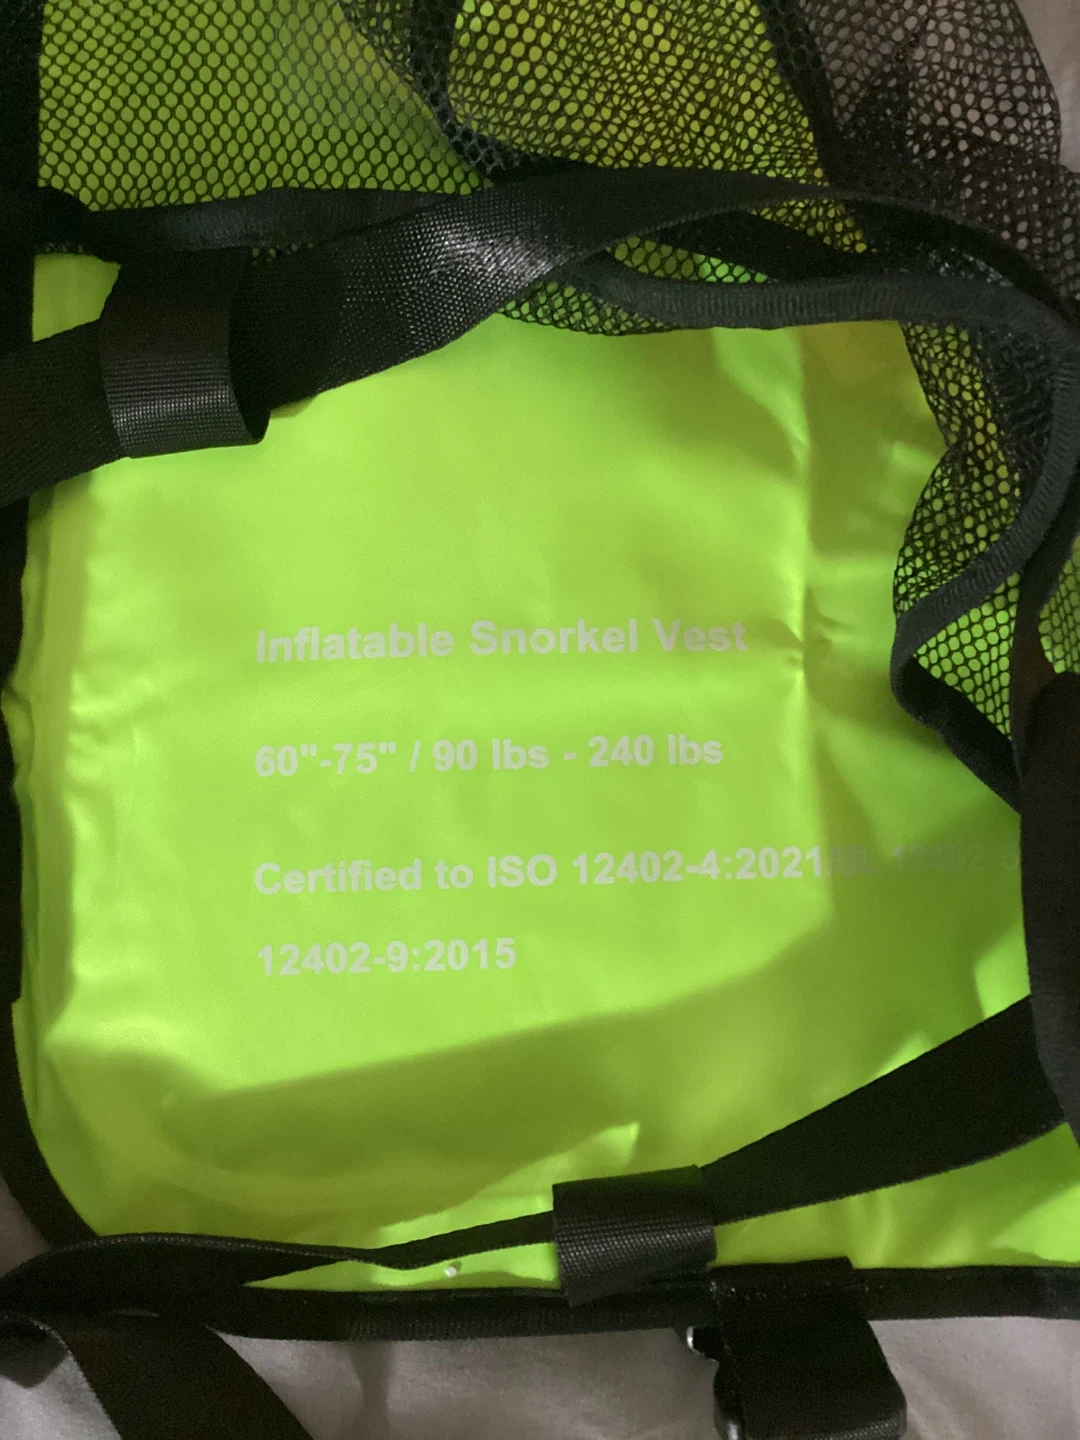 Inflatable Snorkel Vest
60"-75" / 90 lbs - 240 lbs
Certified to ISO 12402-4:2021
12402-9:2015